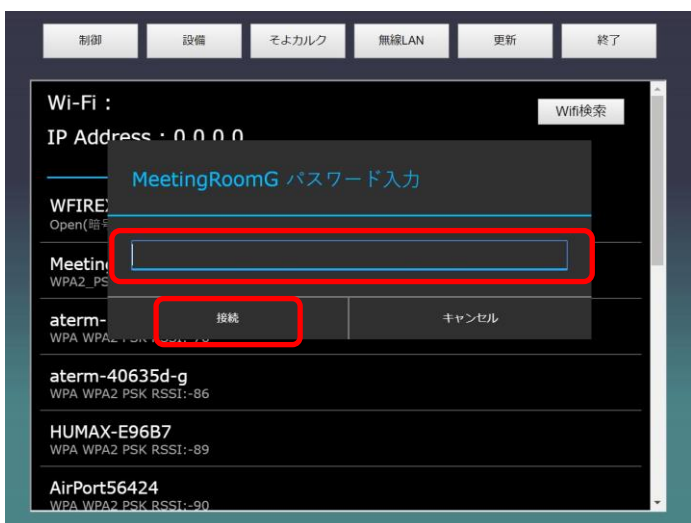 制御 設備 そよカルク 無線LAN 更新 終了
Wi-Fi :
Wifi検索
IP Address : 0.0.0.0
MeetingRoomG パスワード入力
WFIREX
Open(暗号
Meeting
WPA2_PS
接続 キャンセル
aterm-
WPA WPA2 PSK RSSI:-78
aterm-40635d-g
WPA WPA2 PSK RSSI:-86
HUMAX-E96B7
WPA WPA2 PSK RSSI:-89
AirPort56424
WPA WPA2 PSK RSSI:-90